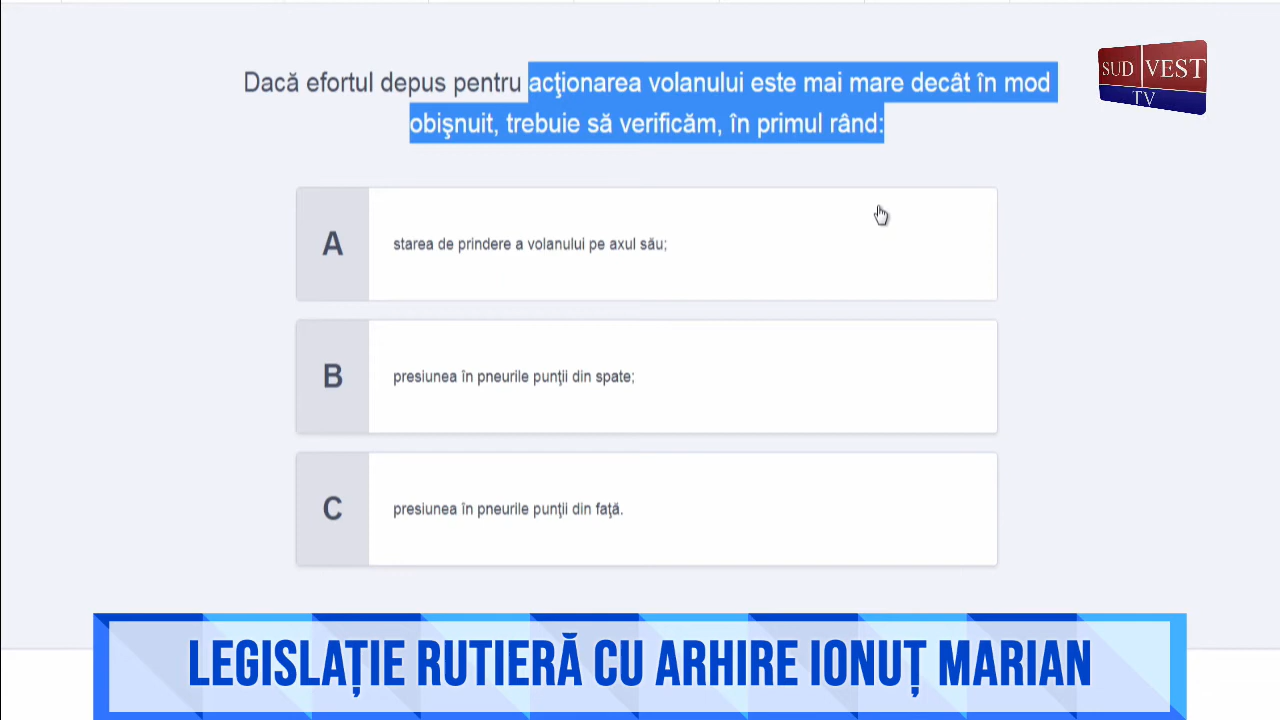 SUD VEST
TV
Dacă efortul depus pentru acţionarea volanului este mai mare decât în mod
obişnuit, trebuie să verificăm, în primul rând:
A
starea de prindere a volanului pe axul său;
B
presiunea în pneurile punţii din spate;
C
presiunea în pneurile punţii din faţă.
LEGISLAȚIE RUTIERĂ CU ARHIRE IONUȚ MARIAN